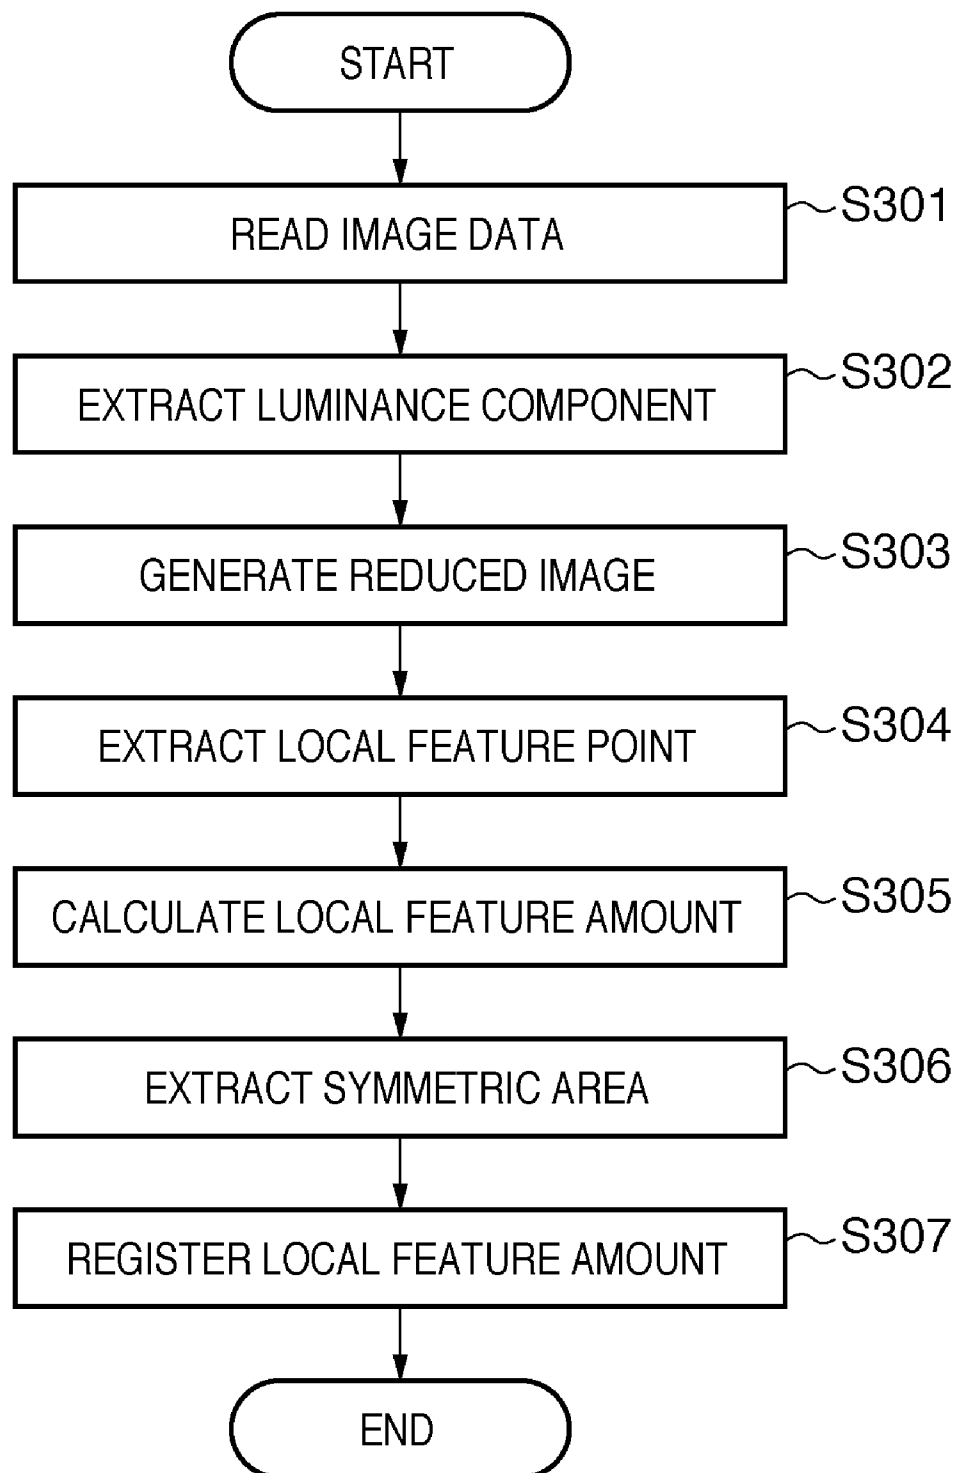 START
READ IMAGE DATA
S301
EXTRACT LUMINANCE COMPONENT
S302
GENERATE REDUCED IMAGE
S303
EXTRACT LOCAL FEATURE POINT
S304
CALCULATE LOCAL FEATURE AMOUNT
S305
EXTRACT SYMMETRIC AREA
S306
REGISTER LOCAL FEATURE AMOUNT
S307
END